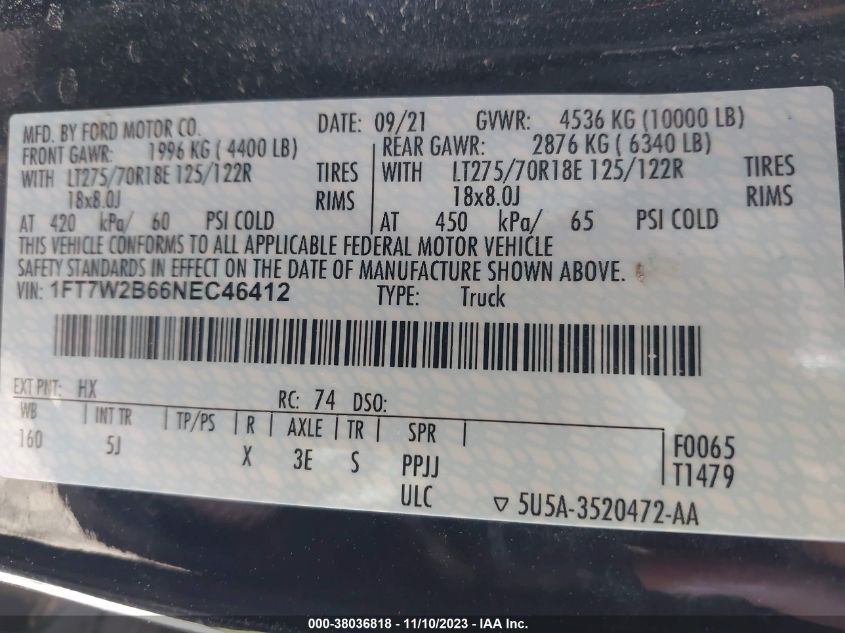 MFD. BY FORD MOTOR CO. DATE: 09/21 GVWR: 4536 KG (10000 LB)
FRONT GAWR: 1996 KG ( 4400 LB) REAR GAWR: 2876 KG ( 6340 LB)
WITH LT275/70R18E 125/122R TIRES WITH LT275/70R18E 125/122R TIRES
18x8.0J RIMS 18x8.0J RIMS
AT 420 kPa/ 60 PSI COLD AT 450 kPa/ 65 PSI COLD
THIS VEHICLE CONFORMS TO ALL APPLICABLE FEDERAL MOTOR VEHICLE
SAFETY STANDARDS IN EFFECT ON THE DATE OF MANUFACTURE SHOWN ABOVE.
VIN: 1FT7W2B66NEC46412 TYPE: Truck
EXT PNT: HX RC: 74 DSO:
WB INT TR TP/PS R AXLE TR SPR
160 5J X 3E S PPJJ F0065
T1479
ULC 5U5A-3520472-AA
000-38036818 - 11/10/2023 - IAA Inc.